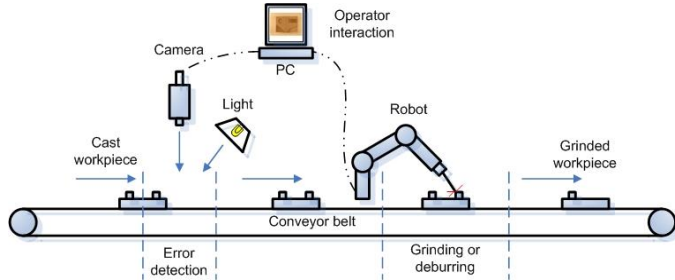 Operator
interaction
Camera
PC
Light
Robot
Cast
workpiece
Grinded
workpiece
Conveyor belt
Error
detection
Grinding or
deburring